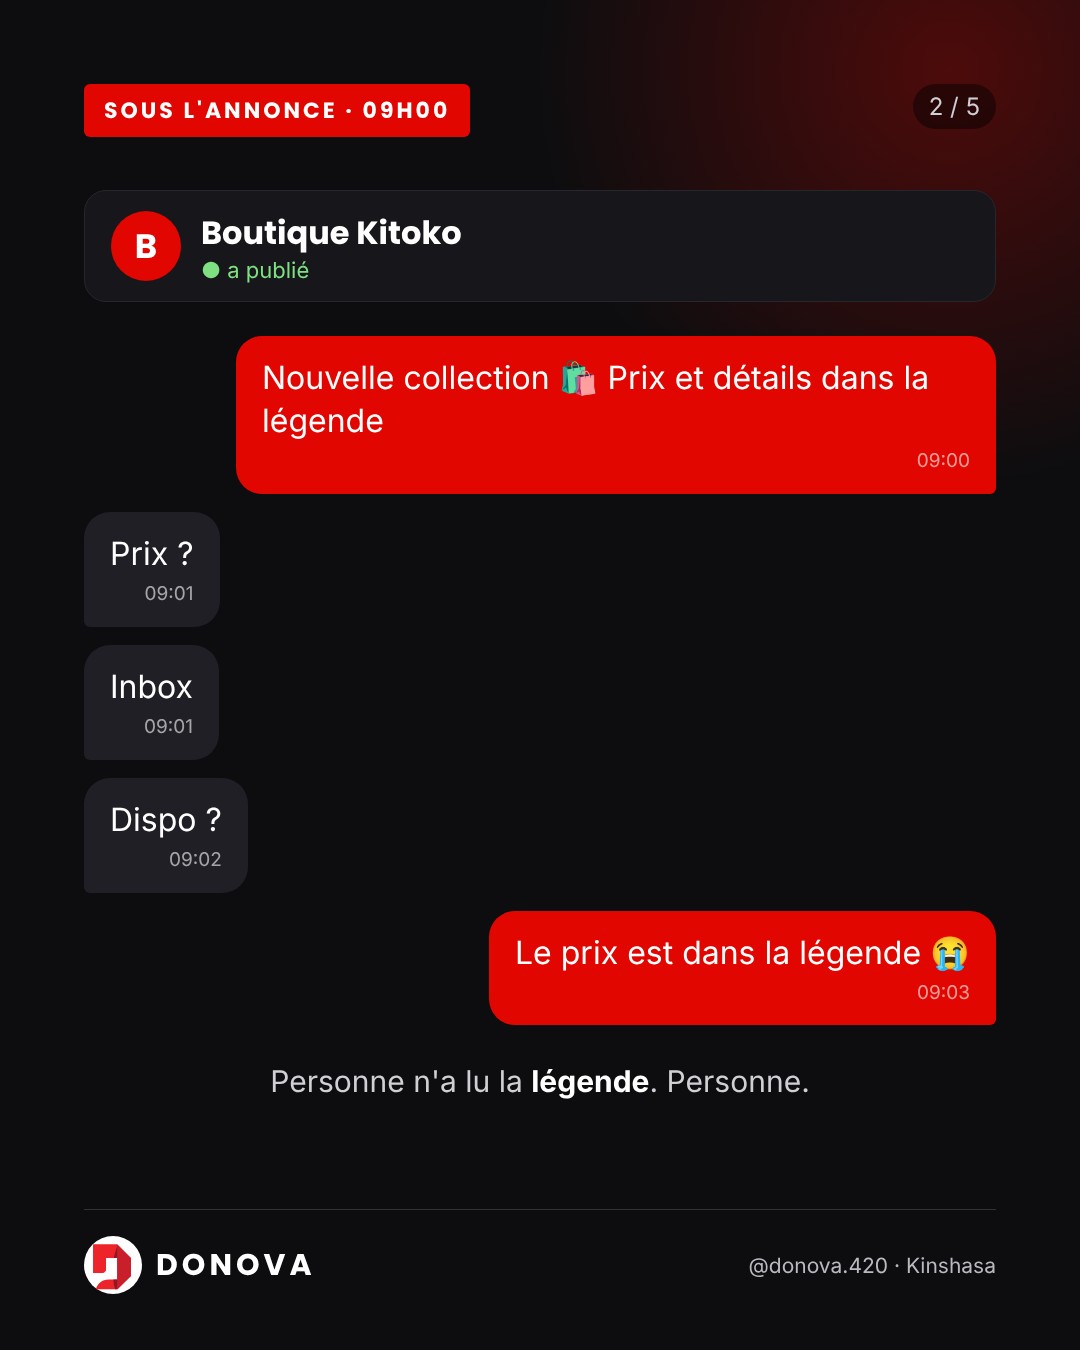 SOUS L'ANNONCE · 09H00
2 / 5
B
Boutique Kitoko
a publié
Nouvelle collection 🛍️ Prix et détails dans la
légende
09:00
Prix ?
09:01
Inbox
09:01
Dispo ?
09:02
Le prix est dans la légende 😭
09:03
Personne n'a lu la légende. Personne.
DONOVA
@donova.420 · Kinshasa